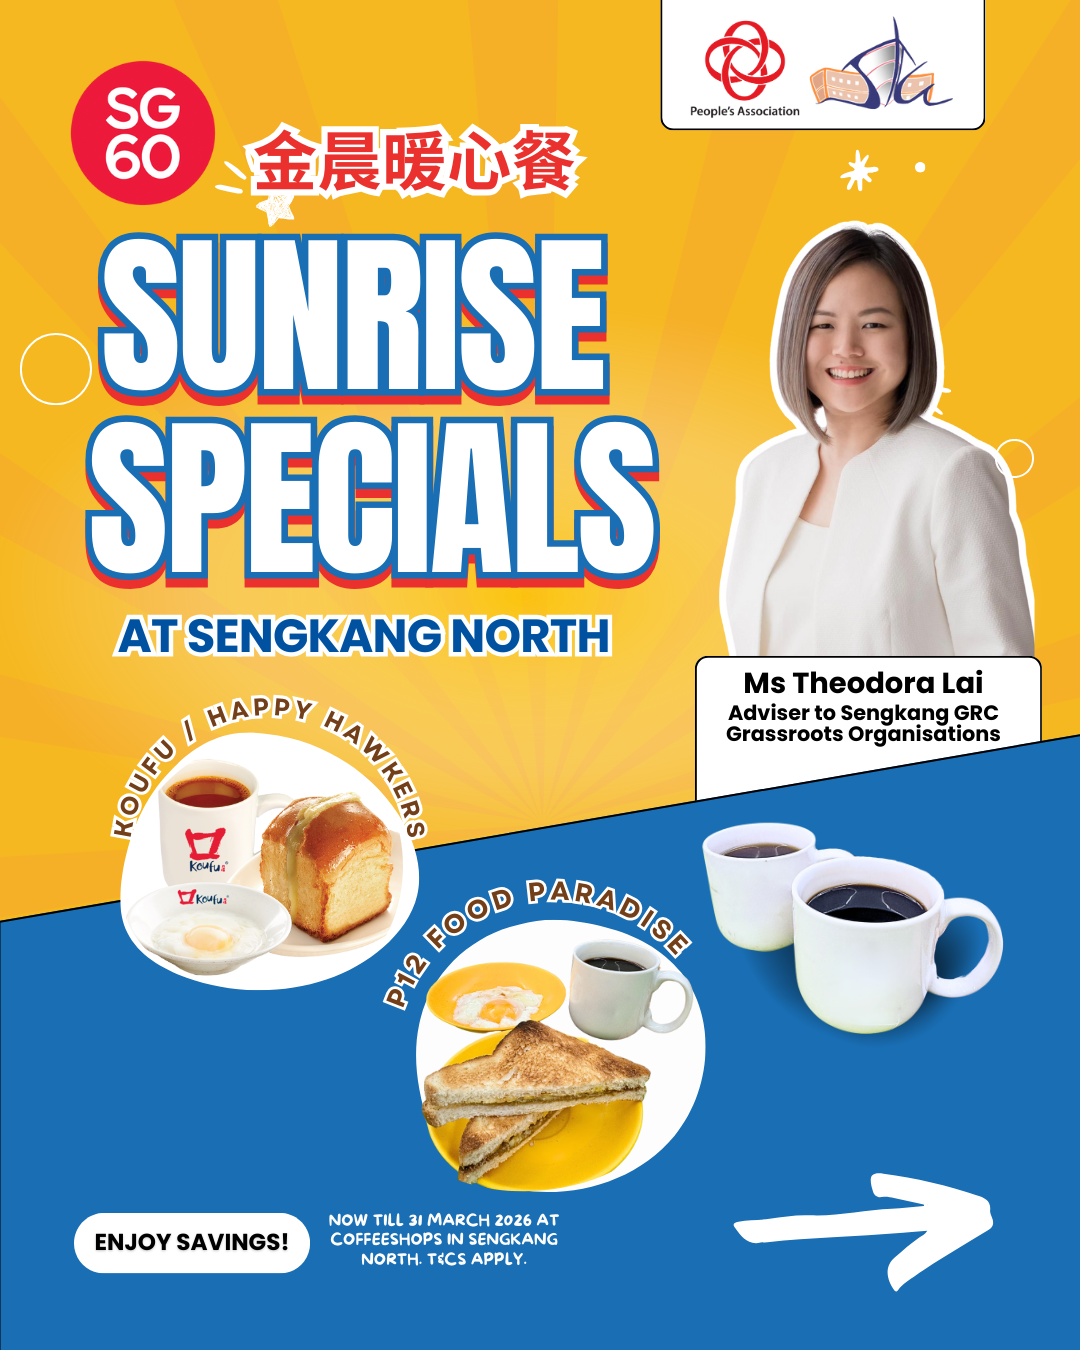 SG
60
People's Association
金晨暖心餐
SUNRISE
SPECIALS
AT SENGKANG NORTH
Ms Theodora Lai
Adviser to Sengkang GRC
Grassroots Organisations
KOUFU / HAPPY HAWKERS
Koufu
Koufu
P12 FOOD PARADISE
ENJOY SAVINGS!
NOW TILL 31 MARCH 2026 AT
COFFEESHOPS IN SENGKANG
NORTH. T&CS APPLY.